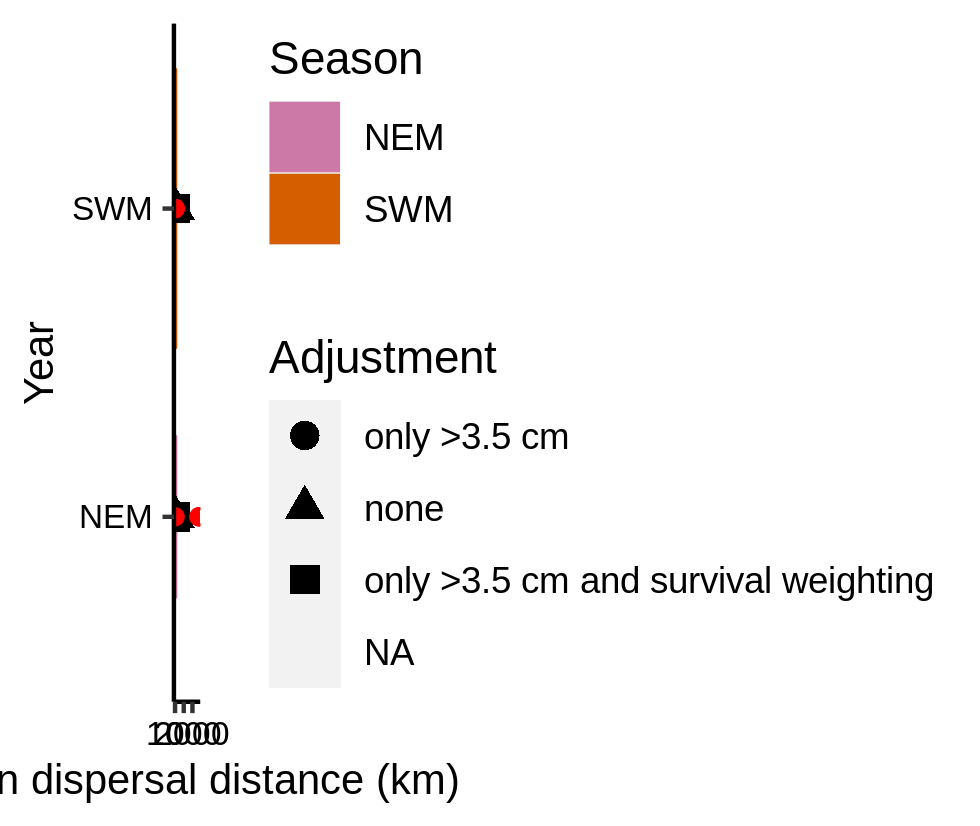 Season
NEM
SWM
SWM
Year
Adjustment
only >3.5 cm
NEM
none
only >3.5 cm and survival weighting
NA
n dispersal distance (km)